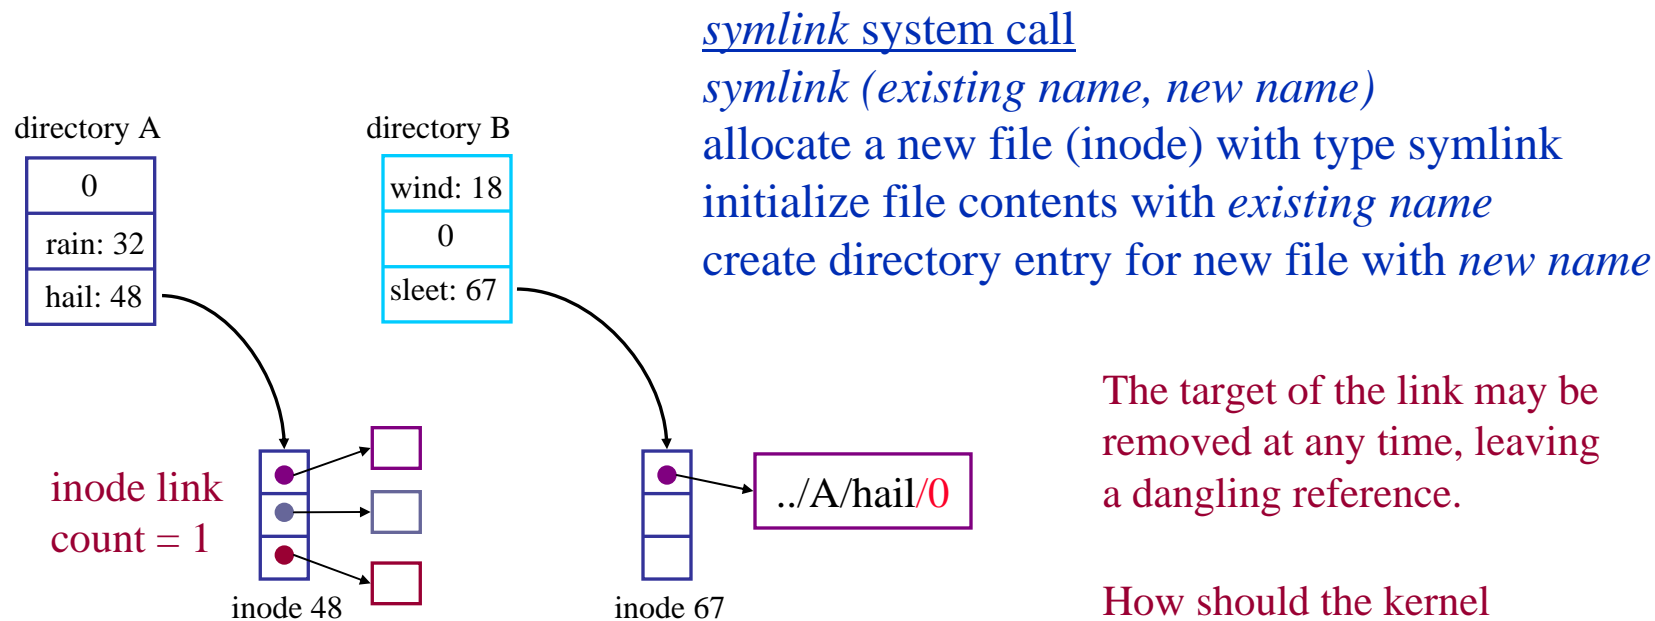 symlink system call
symlink (existing name, new name)
allocate a new file (inode) with type symlink
initialize file contents with existing name
create directory entry for new file with new name
directory A
0
rain: 32
hail: 48
directory B
wind: 18
0
sleet: 67
inode link
count = 1
inode 48
../A/hail/0
inode 67
The target of the link may be
removed at any time, leaving
a dangling reference.
How should the kernel